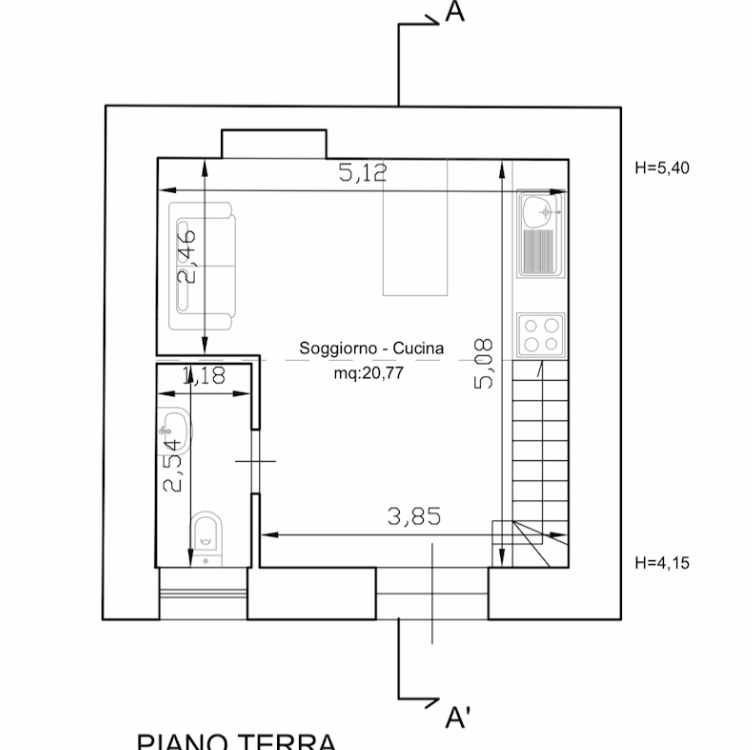 A
H=5,40
5,12
2,46
Soggiorno - Cucina
mq:20,77
5,08
1,18
2,54
3,85
H=4,15
A'
PIANO TERRA